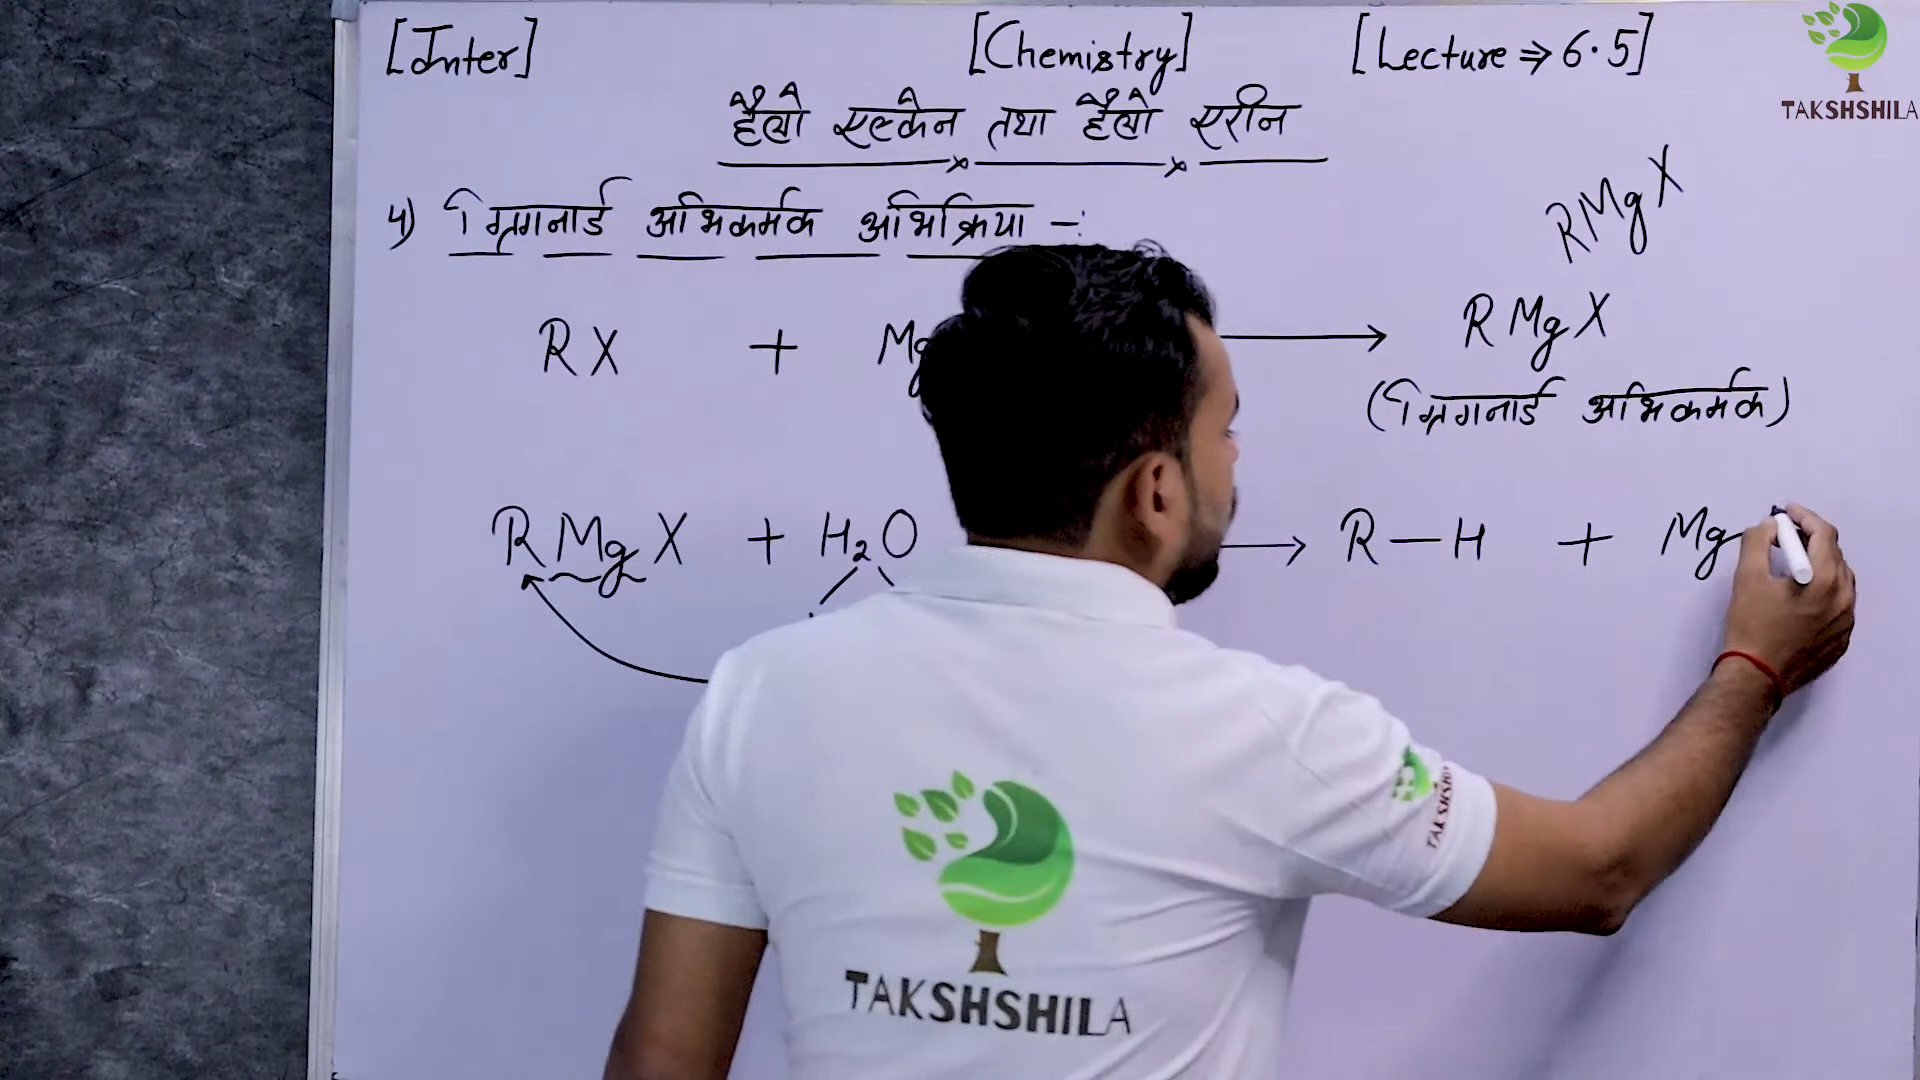 [Inter] [Chemistry] [Lecture ⇒ 6.5]
TAKSHSHILA
हैलो एल्केन तथा हैलो एरीन
4) ग्रिगनार्ड अभिकर्मक अभिक्रिया -:
RMgX
RX + Mg → RMgX
(ग्रिगनार्ड अभिकर्मक)
RMgX + H₂O → R-H + Mg
TAKSHSHILA